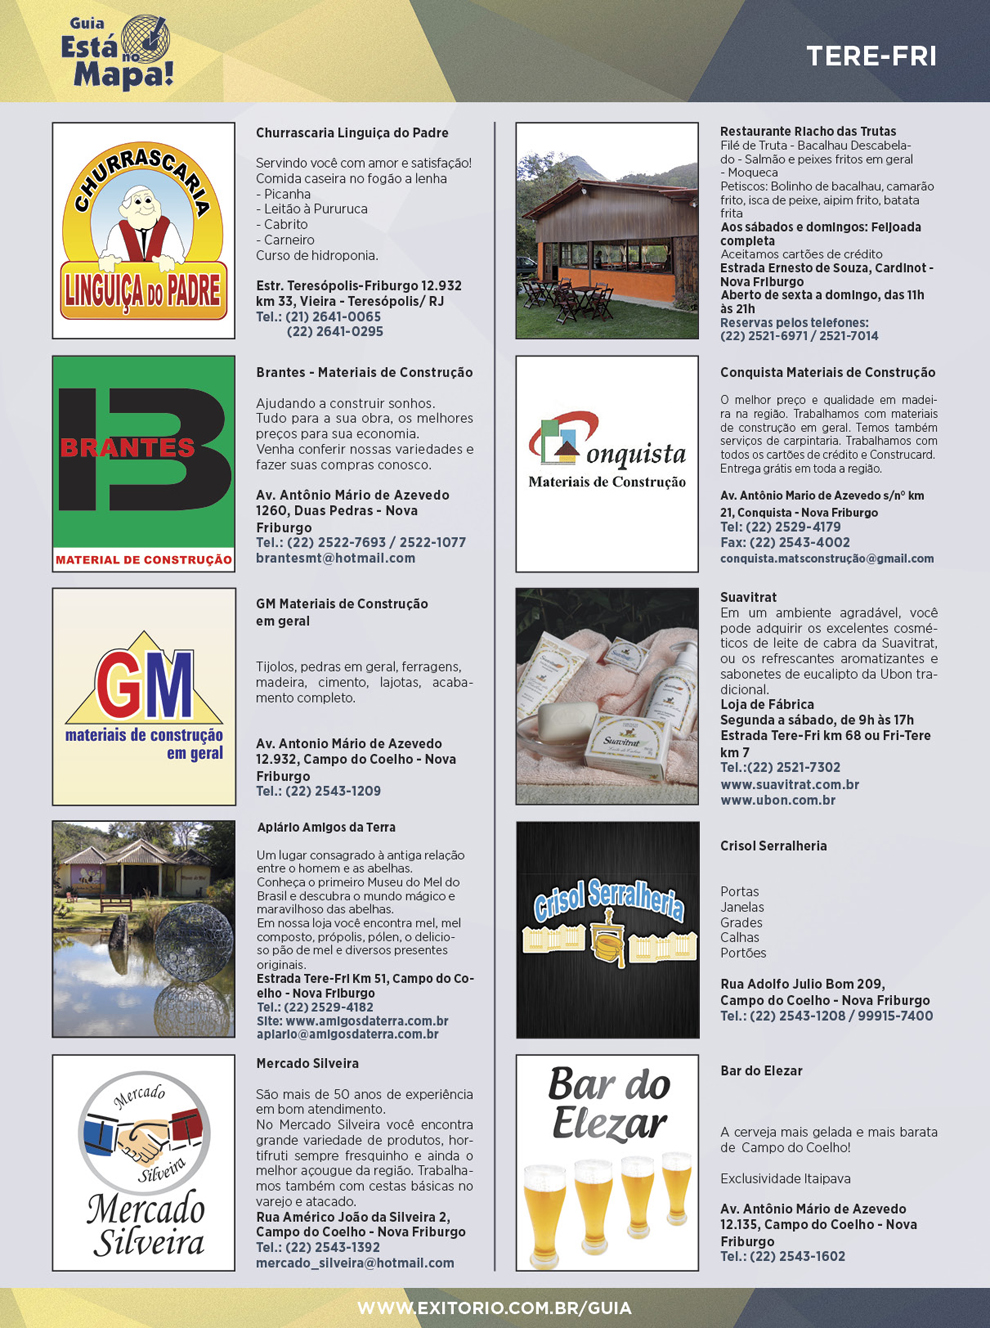 Guia
Está no
Mapa!
TERE-FRI
CHURRASCARIA
LINGUIÇA DO PADRE
Churrascaria Linguiça do Padre
Servindo você com amor e satisfação!
Comida caseira no fogão a lenha
- Picanha
- Leitão à Pururuca
- Cabrito
- Carneiro
Curso de hidroponia.
Estr. Teresópolis-Friburgo 12.932
km 33, Vieira - Teresópolis/ RJ
Tel.: (21) 2641-0065
(22) 2641-0295
BRANTES
MATERIAL DE CONSTRUÇÃO
Brantes - Materiais de Construção
Ajudando a construir sonhos.
Tudo para a sua obra, os melhores
preços para sua economia.
Venha conferir nossas variedades e
fazer suas compras conosco.
Av. Antônio Mário de Azevedo
1260, Duas Pedras - Nova
Friburgo
Tel.: (22) 2522-7693 / 2522-1077
brantesmt@hotmail.com
GM
materiais de construção
em geral
GM Materiais de Construção
em geral
Tijolos, pedras em geral, ferragens,
madeira, cimento, lajotas, acaba-
mento completo.
Av. Antonio Mário de Azevedo
12.932, Campo do Coelho - Nova
Friburgo
Tel.: (22) 2543-1209
Apiário Amigos da Terra
Um lugar consagrado à antiga relação
entre o homem e as abelhas.
Conheça o primeiro Museu do Mel do
Brasil e descubra o mundo mágico e
maravilhoso das abelhas.
Em nossa loja você encontra mel, mel
composto, própolis, pólen, o delicio-
so pão de mel e diversos presentes
originais.
Estrada Tere-Fri Km 51, Campo do Co-
elho - Nova Friburgo
Tel.: (22) 2529-4182
Site: www.amigosdaterra.com.br
apiario@amigosdaterra.com.br
Mercado
Silveira
Mercado
Silveira
Mercado Silveira
São mais de 50 anos de experiência
em bom atendimento.
No Mercado Silveira você encontra
grande variedade de produtos, hor-
tifruti sempre fresquinho e ainda o
melhor açougue da região. Trabalha-
mos também com cestas básicas no
varejo e atacado.
Rua Américo João da Silveira 2,
Campo do Coelho - Nova Friburgo
Tel.: (22) 2543-1392
mercado_silveira@hotmail.com
Restaurante Riacho das Trutas
Filé de Truta - Bacalhau Descabela-
do - Salmão e peixes fritos em geral
- Moqueca
Petiscos: Bolinho de bacalhau, camarão
frito, isca de peixe, aipim frito, batata
frita
Aos sábados e domingos: Feijoada
completa
Aceitamos cartões de crédito
Estrada Ernesto de Souza, Cardinot -
Nova Friburgo
Aberto de sexta a domingo, das 11h
às 21h
Reservas pelos telefones:
(22) 2521-6971 / 2521-7014
Conquista
Materiais de Construção
Conquista Materiais de Construção
O melhor preço e qualidade em madei-
ra na região. Trabalhamos com materiais
de construção em geral. Temos também
serviços de carpintaria. Trabalhamos com
todos os cartões de crédito e Construcard.
Entrega grátis em toda a região.
Av. Antônio Mario de Azevedo s/nº km
21, Conquista - Nova Friburgo
Tel: (22) 2529-4179
Fax: (22) 2543-4002
conquista.matsconstrução@gmail.com
Suavitrat
Suavitrat
Em um ambiente agradável, você
pode adquirir os excelentes cosmé-
ticos de leite de cabra da Suavitrat,
ou os refrescantes aromatizantes e
sabonetes de eucalipto da Ubon tra-
dicional.
Loja de Fábrica
Segunda a sábado, de 9h às 17h
Estrada Tere-Fri km 68 ou Fri-Tere
km 7
Tel.:(22) 2521-7302
www.suavitrat.com.br
www.ubon.com.br
Crisol Serralheria
Crisol Serralheria
Portas
Janelas
Grades
Calhas
Portões
Rua Adolfo Julio Bom 209,
Campo do Coelho - Nova Friburgo
Tel.: (22) 2543-1208 / 99915-7400
Bar do
Elezar
Bar do Elezar
A cerveja mais gelada e mais barata
de Campo do Coelho!
Exclusividade Itaipava
Av. Antônio Mário de Azevedo
12.135, Campo do Coelho - Nova
Friburgo
Tel.: (22) 2543-1602
WWW.EXITORIO.COM.BR/GUIA